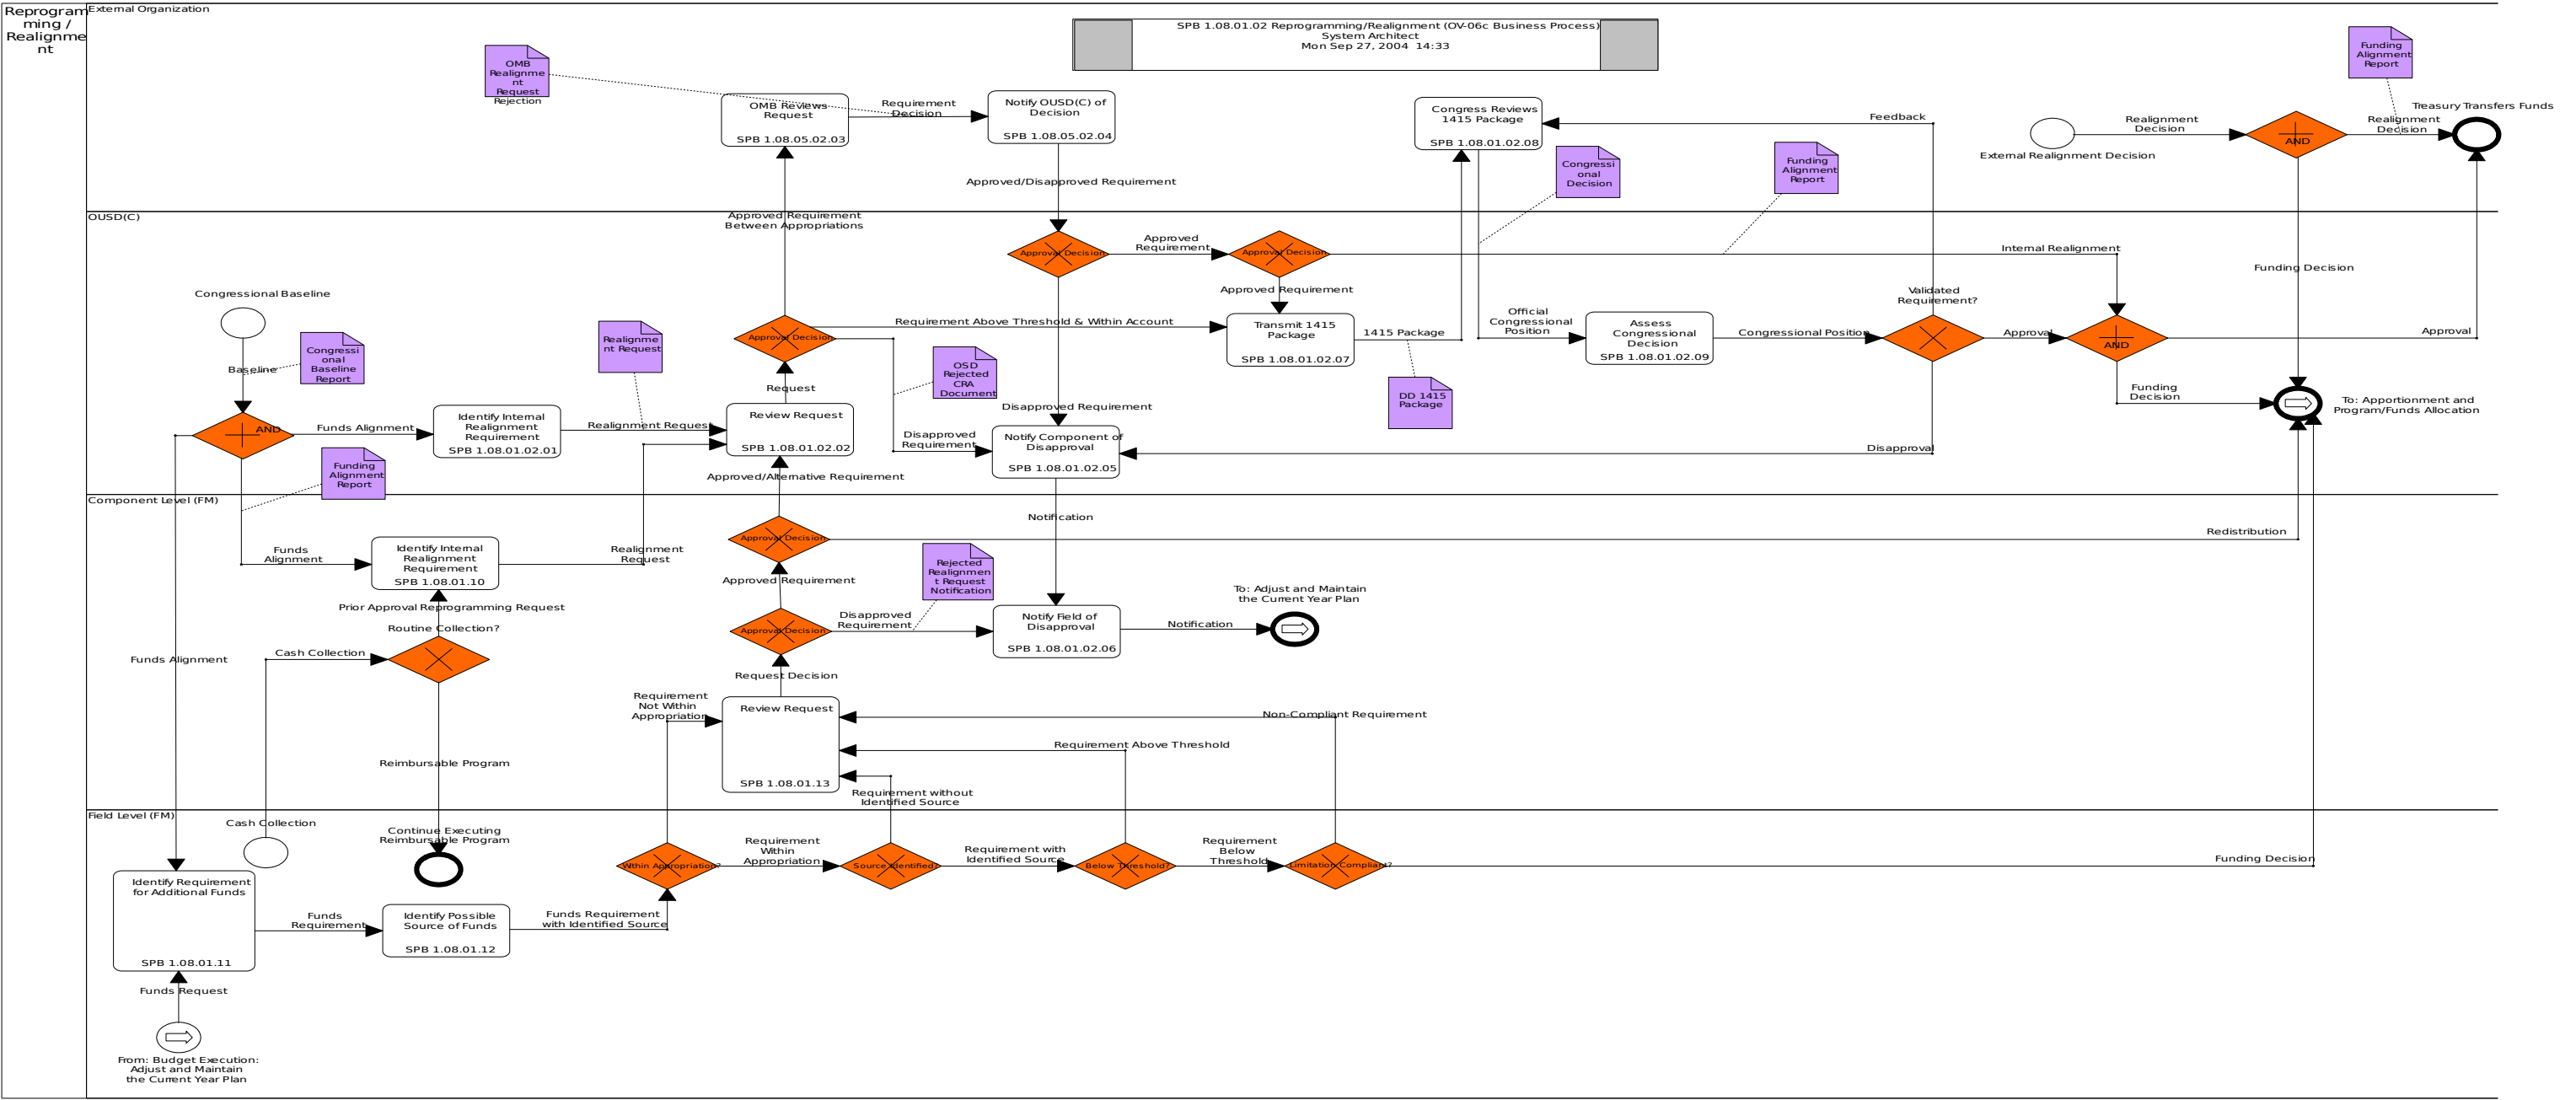 Reprogram
ming /
Realignme
nt
External Organization
SPB 1.08.01.02 Reprogramming/Realignment (OV-06c Business Process)
System Architect
Mon Sep 27, 2004  14:33
OMB
Realignme
nt
Request
Rejection
OMB Reviews
Request
SPB 1.08.05.02.03
Requirement
Decision
Notify OUSD(C) of
Decision
SPB 1.08.05.02.04
Congress Reviews
1415 Package
SPB 1.08.01.02.08
Feedback
Congressi
onal
Decision
Funding
Alignment
Report
External Realignment Decision
Realignment
Decision
AND
Realignment
Decision
Funding
Alignment
Report
Treasury Transfers Funds
Approved/Disapproved Requirement
OUSD(C)
Approved Requirement
Between Appropriations
Approval Decision
Approved
Requirement
Approval Decision
Internal Realignment
Funding Decision
Approved Requirement
Congressional Baseline
Baseline
Congressi
onal
Baseline
Report
Realignme
nt Request
Approval Decision
Requirement Above Threshold & Within Account
Transmit 1415
Package
SPB 1.08.01.02.07
1415 Package
DD 1415
Package
Official
Congressional
Position
Assess
Congressional
Decision
SPB 1.08.01.02.09
Congressional Position
Validated
Requirement?
Approval
AND
Approval
Funding
Decision
To: Apportionment and
Program/Funds Allocation
Request
OSD
Rejected
CRA
Document
Disapproved Requirement
AND
Funds Alignment
Identify Internal
Realignment
Requirement
SPB 1.08.01.02.01
Realignment Request
Review Request
SPB 1.08.01.02.02
Disapproved
Requirement
Notify Component of
Disapproval
SPB 1.08.01.02.05
Disapproval
Funding
Alignment
Report
Approved/Alternative Requirement
Component Level (FM)
Notification
Approval Decision
Redistribution
Funds
Alignment
Identify Internal
Realignment
Requirement
SPB 1.08.01.10
Realignment
Request
Approved Requirement
Rejected
Realignmen
t Request
Notification
Prior Approval Reprogramming Request
Routine Collection?
Approval Decision
Disapproved
Requirement
Notify Field of
Disapproval
SPB 1.08.01.02.06
Notification
To: Adjust and Maintain
the Current Year Plan
Funds Alignment
Cash Collection
Request Decision
Requirement
Not Within
Appropriation
Review Request
SPB 1.08.01.13
Non-Compliant Requirement
Requirement Above Threshold
Reimbursable Program
Requirement without
Identified Source
Field Level (FM)
Cash Collection
Continue Executing
Reimbursable Program
Within Appropriation?
Requirement
Within
Appropriation
Source Identified?
Requirement with
Identified Source
Below Threshold?
Requirement
Below
Threshold
Limitation Compliant?
Funding Decision
Identify Requirement
for Additional Funds
SPB 1.08.01.11
Funds
Requirement
Identify Possible
Source of Funds
SPB 1.08.01.12
Funds Requirement
with Identified Source
Funds Request
From: Budget Execution:
Adjust and Maintain
the Current Year Plan